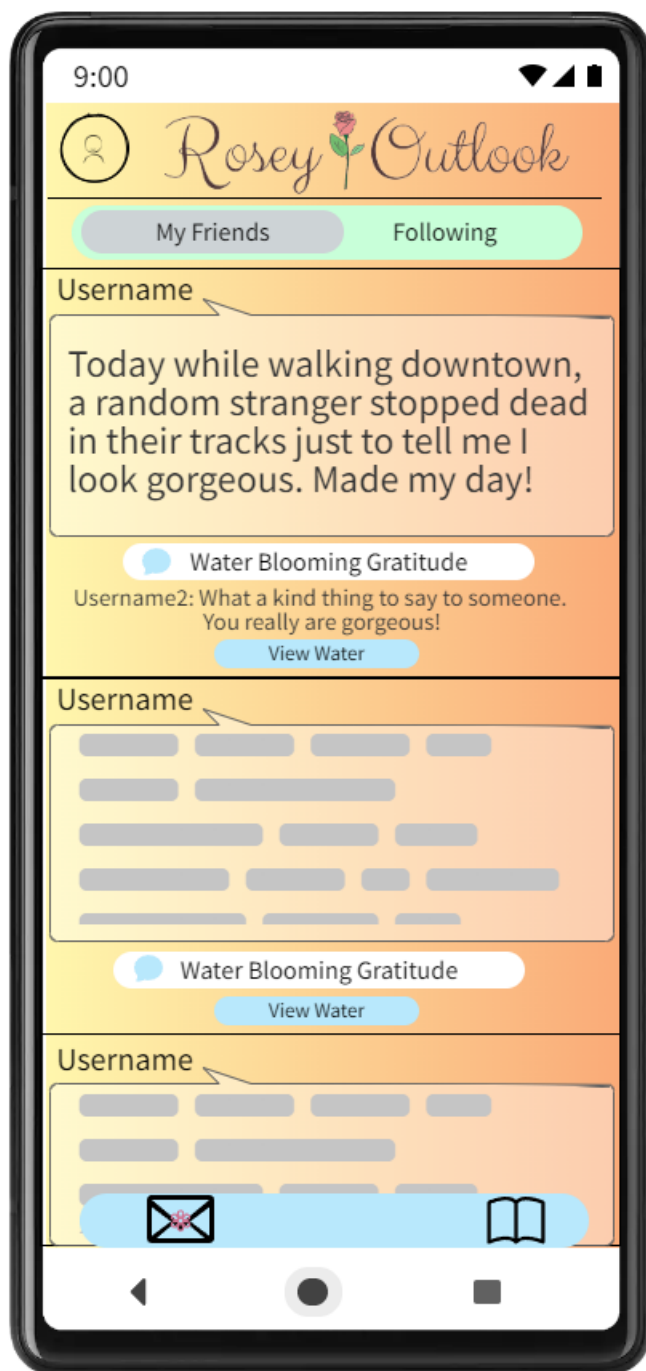 9:00
Rosey Outlook
My Friends Following
Username
Today while walking downtown,
a random stranger stopped dead
in their tracks just to tell me I
look gorgeous. Made my day!
Water Blooming Gratitude
Username2: What a kind thing to say to someone.
You really are gorgeous!
View Water
Username
Water Blooming Gratitude
View Water
Username